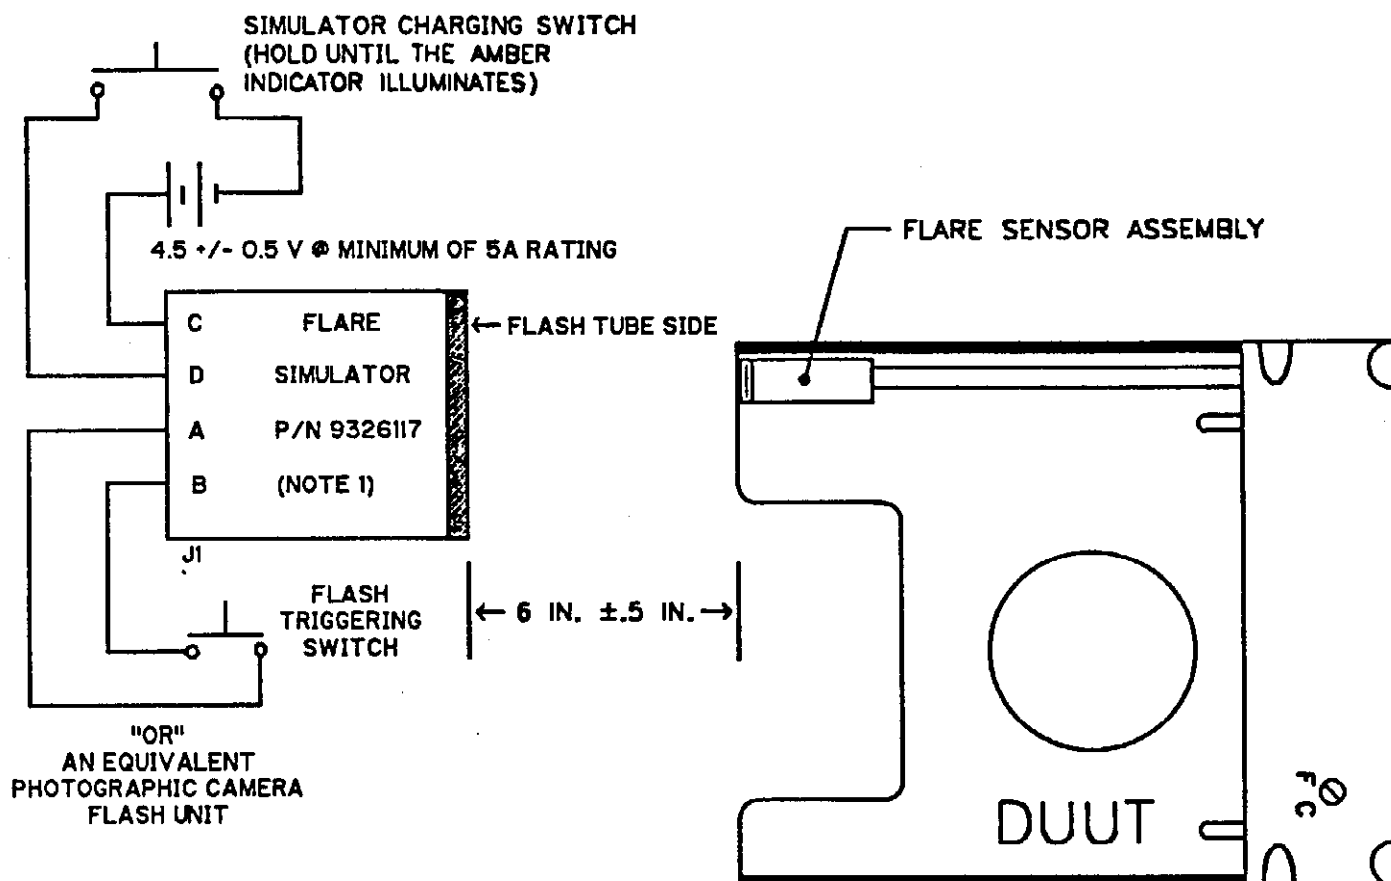 SIMULATOR CHARGING SWITCH
(HOLD UNTIL THE AMBER
INDICATOR ILLUMINATES)
4.5 +/- 0.5 V @ MINIMUM OF 5A RATING
FLARE SENSOR ASSEMBLY
C FLARE
D SIMULATOR
A P/N 9326117
B (NOTE 1)
J1
← FLASH TUBE SIDE
FLASH
TRIGGERING
SWITCH
← 6 IN. ±.5 IN. →
"OR"
AN EQUIVALENT
PHOTOGRAPHIC CAMERA
FLASH UNIT
DUUT
F C